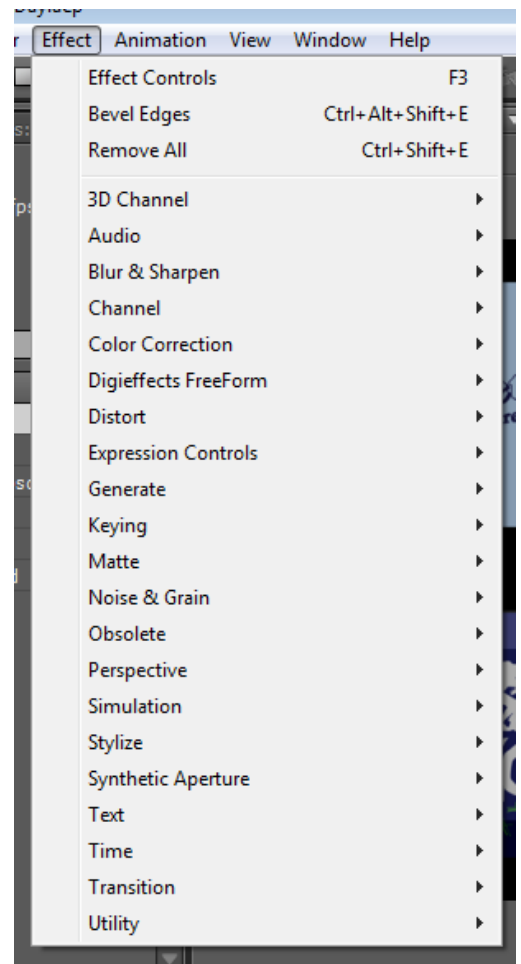 Effect Animation View Window Help
Effect Controls F3
Bevel Edges Ctrl+Alt+Shift+E
Remove All Ctrl+Shift+E
3D Channel
Audio
Blur & Sharpen
Channel
Color Correction
Digieffects FreeForm
Distort
Expression Controls
Generate
Keying
Matte
Noise & Grain
Obsolete
Perspective
Simulation
Stylize
Synthetic Aperture
Text
Time
Transition
Utility